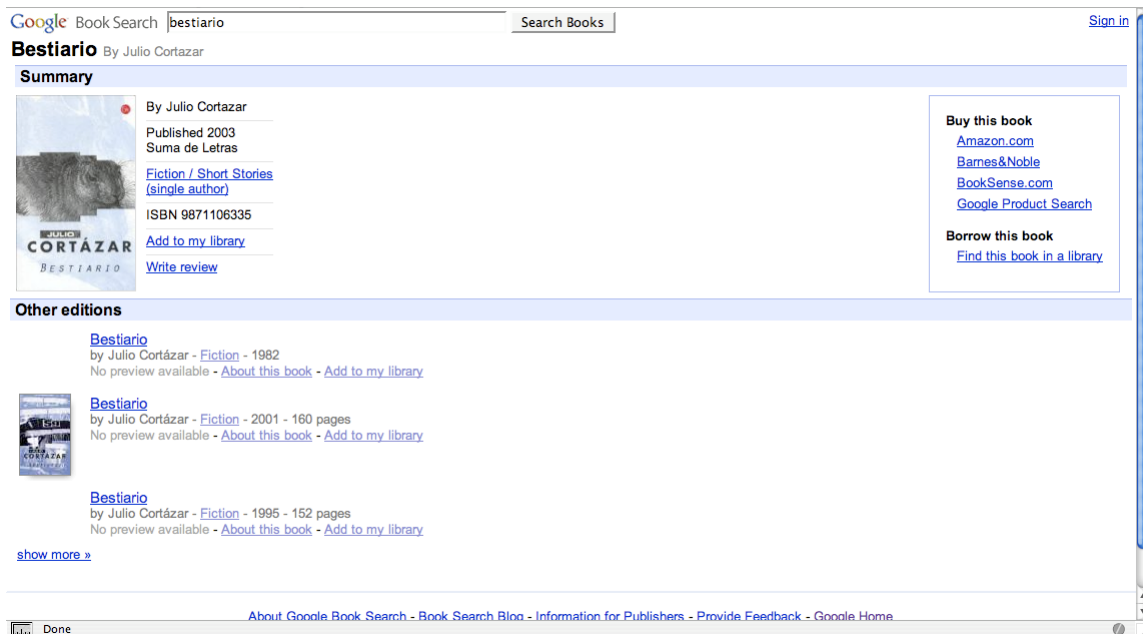 Google Book Search bestiario Search Books Sign in
Bestiario By Julio Cortazar
Summary
By Julio Cortazar
Published 2003
Suma de Letras
Fiction / Short Stories
(single author)
ISBN 9871106335
Add to my library
Write review
JULIO
CORTÁZAR
BESTIARIO
Buy this book
Amazon.com
Barnes&Noble
BookSense.com
Google Product Search
Borrow this book
Find this book in a library
Other editions
Bestiario
by Julio Cortázar - Fiction - 1982
No preview available - About this book - Add to my library
Bestiario
by Julio Cortázar - Fiction - 2001 - 160 pages
No preview available - About this book - Add to my library
CORTÁZAR
Bestiario
by Julio Cortázar - Fiction - 1995 - 152 pages
No preview available - About this book - Add to my library
show more »
About Google Book Search - Book Search Blog - Information for Publishers - Provide Feedback - Google Home
Done